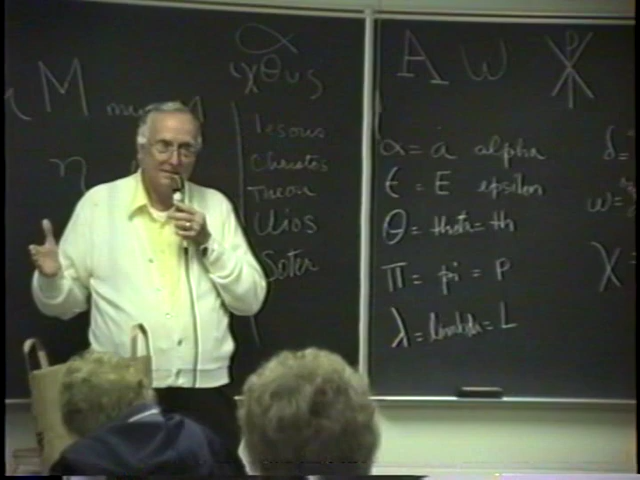 M
η
ιχθυς
Iesous
Christos
Theou
Uios
Soter
A ω
α = a alpha
ε = E epsilon
θ = theta = th
Π = pi = P
λ = lambda = L
δ =
ω =
χ =